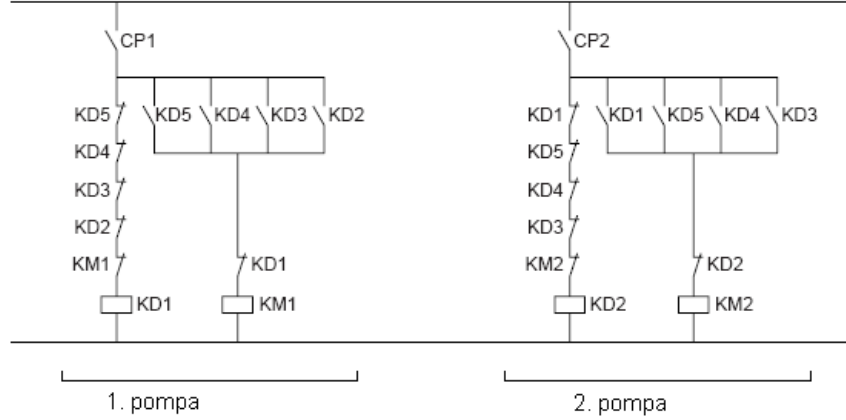 CP1
CP2
KD5 KD5 KD4 KD3 KD2
KD1 KD1 KD5 KD4 KD3
KD4
KD5
KD3
KD4
KD2
KD3
KM1 KD1
KM2 KD2
KD1 KM1
KD2 KM2
1. pompa
2. pompa